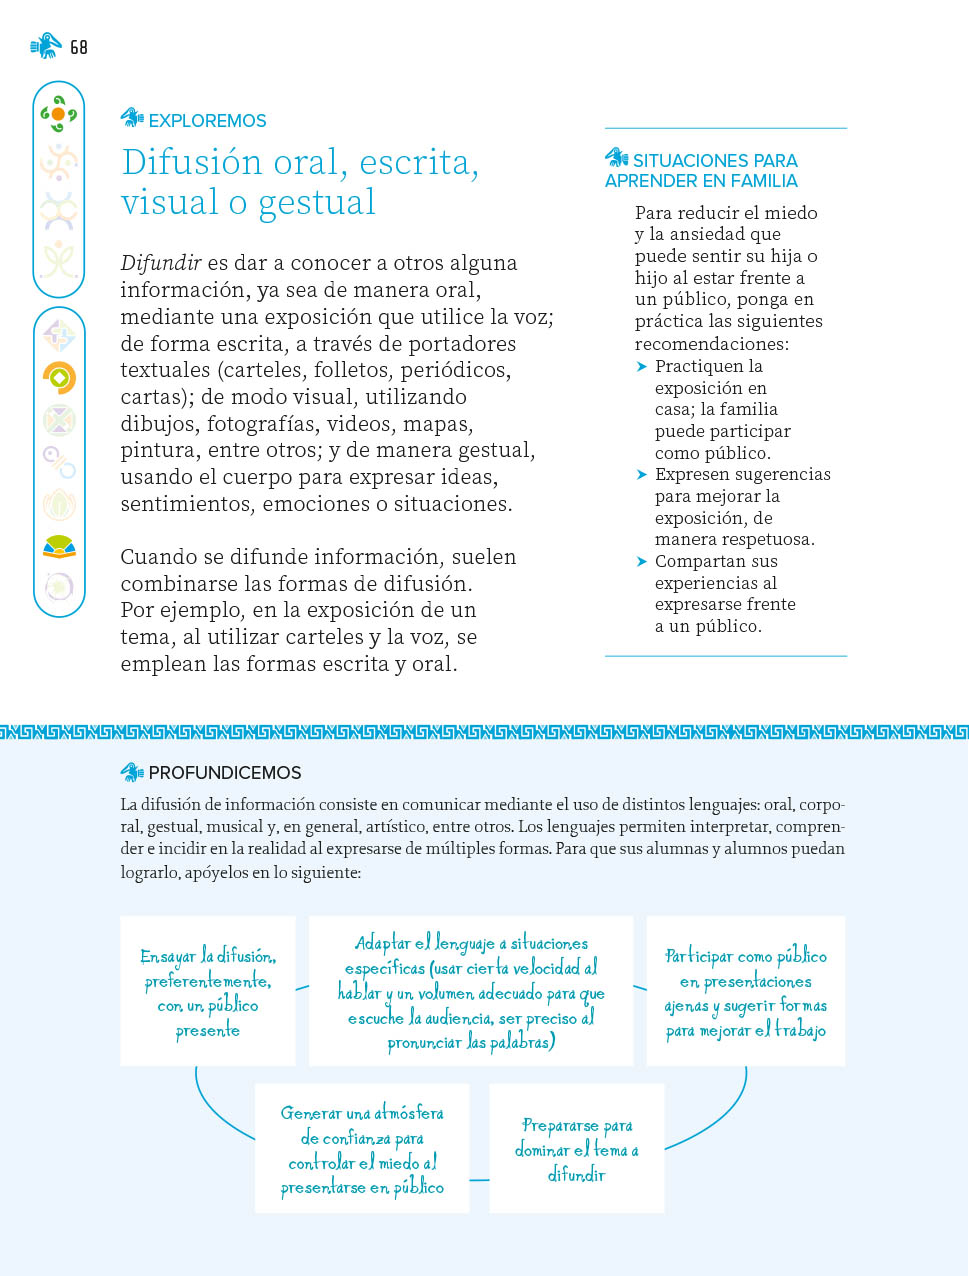 68
EXPLOREMOS
Difusión oral, escrita,
visual o gestual
Difundir es dar a conocer a otros alguna
información, ya sea de manera oral,
mediante una exposición que utilice la voz;
de forma escrita, a través de portadores
textuales (carteles, folletos, periódicos,
cartas); de modo visual, utilizando
dibujos, fotografías, videos, mapas,
pintura, entre otros; y de manera gestual,
usando el cuerpo para expresar ideas,
sentimientos, emociones o situaciones.
Cuando se difunde información, suelen
combinarse las formas de difusión.
Por ejemplo, en la exposición de un
tema, al utilizar carteles y la voz, se
emplean las formas escrita y oral.
SITUACIONES PARA
APRENDER EN FAMILIA
Para reducir el miedo
y la ansiedad que
puede sentir su hija o
hijo al estar frente a
un público, ponga en
práctica las siguientes
recomendaciones:
➤ Practiquen la
exposición en
casa; la familia
puede participar
como público.
➤ Expresen sugerencias
para mejorar la
exposición, de
manera respetuosa.
➤ Compartan sus
experiencias al
expresarse frente
a un público.
PROFUNDICEMOS
La difusión de información consiste en comunicar mediante el uso de distintos lenguajes: oral, corpo-
ral, gestual, musical y, en general, artístico, entre otros. Los lenguajes permiten interpretar, compren-
der e incidir en la realidad al expresarse de múltiples formas. Para que sus alumnas y alumnos puedan
lograrlo, apóyelos en lo siguiente:
Ensayar la difusión,
preferentemente,
con un público
presente
Adaptar el lenguaje a situaciones
específicas (usar cierta velocidad al
hablar y un volumen adecuado para que
escuche la audiencia, ser preciso al
pronunciar las palabras)
Participar como público
en presentaciones
ajenas y sugerir formas
para mejorar el trabajo
Generar una atmósfera
de confianza para
controlar el miedo al
presentarse en público
Prepararse para
dominar el tema a
difundir